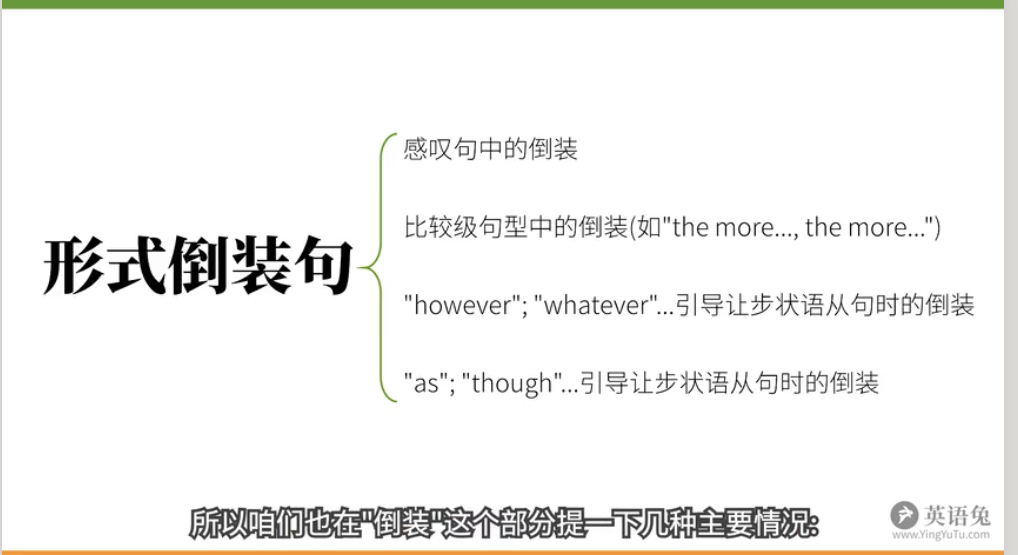 感叹句中的倒装
比较级句型中的倒装(如"the more..., the more...")
形式倒装句
"however"; "whatever"...引导让步状语从句时的倒装
"as"; "though"...引导让步状语从句时的倒装
所以咱们也在"倒装"这个部分提一下几种主要情况:
英语兔
www.YingYuTu.com